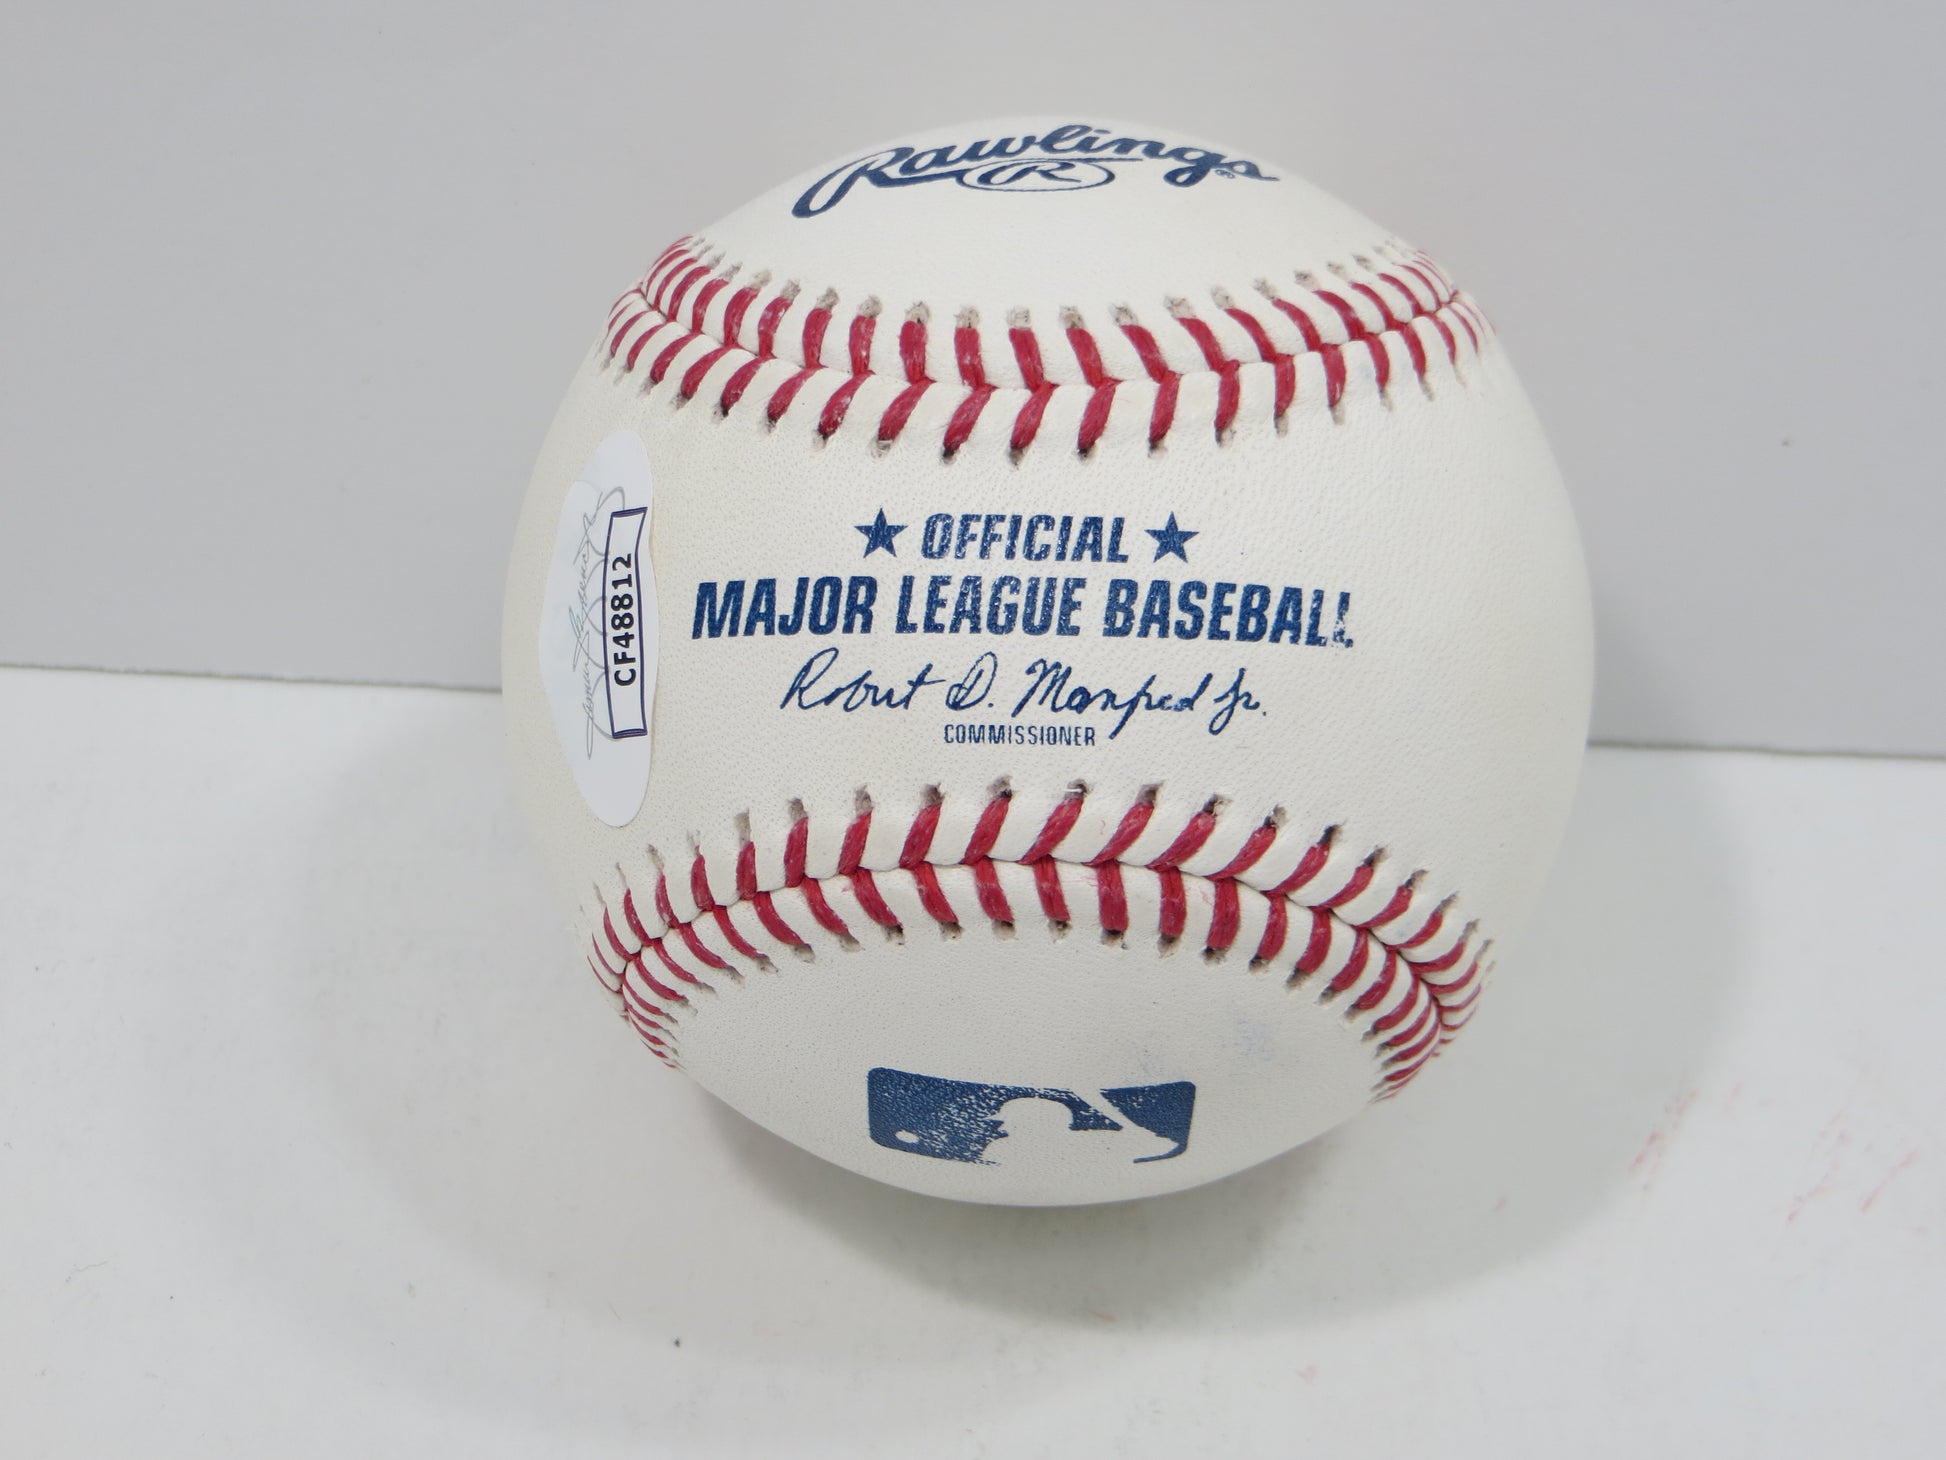 Rawlings®
R
★ OFFICIAL ★
MAJOR LEAGUE BASEBALL
Robert D. Manfred Jr.
COMMISSIONER
CF48812